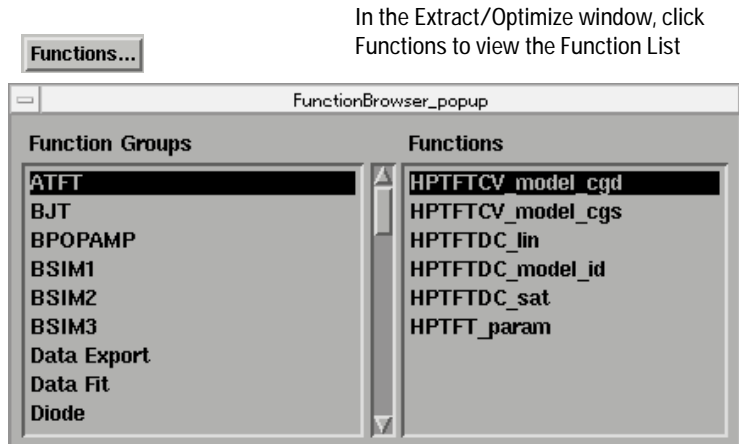 In the Extract/Optimize window, click
Functions to view the Function List
Functions...
FunctionBrowser_popup
Function Groups
ATFT
BJT
BPOPAMP
BSIM1
BSIM2
BSIM3
Data Export
Data Fit
Diode
Functions
HPTFTCV_model_cgd
HPTFTCV_model_cgs
HPTFTDC_lin
HPTFTDC_model_id
HPTFTDC_sat
HPTFT_param